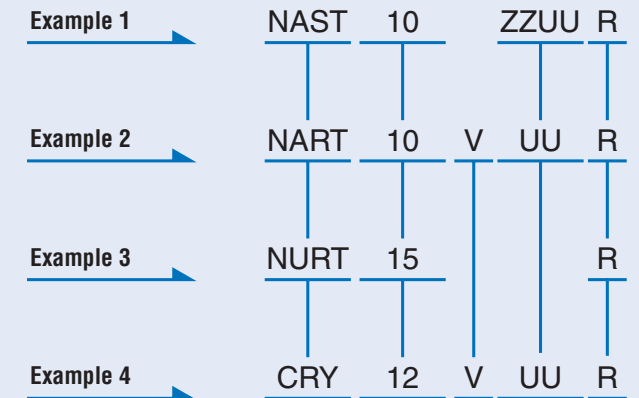 Example 1 NAST 10 ZZUU R
Example 2 NART 10 V UU R
Example 3 NURT 15 R
Example 4 CRY 12 V UU R